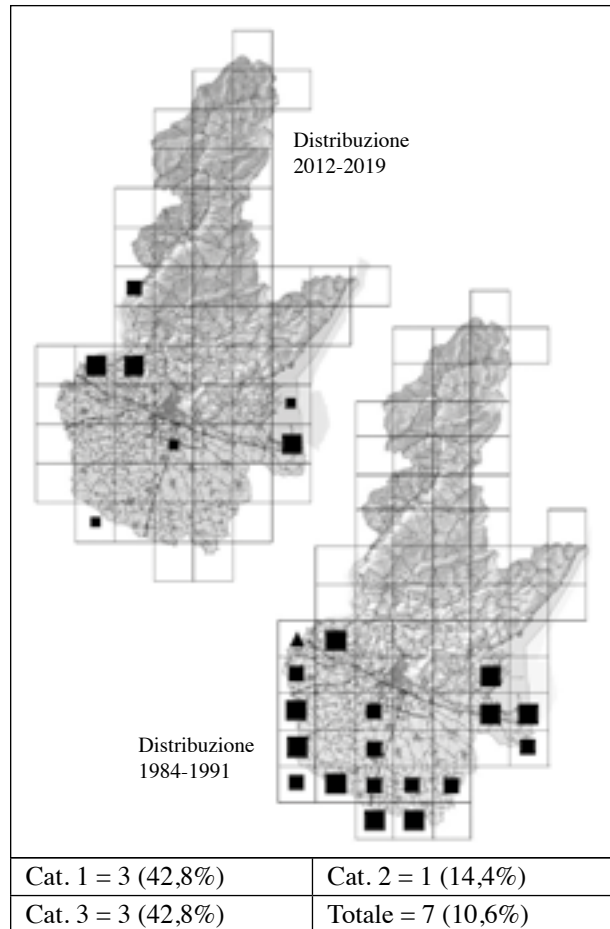 Distribuzione
2012-2019
Distribuzione
1984-1991
Cat. 1 = 3 (42,8%)
Cat. 2 = 1 (14,4%)
Cat. 3 = 3 (42,8%)
Totale = 7 (10,6%)